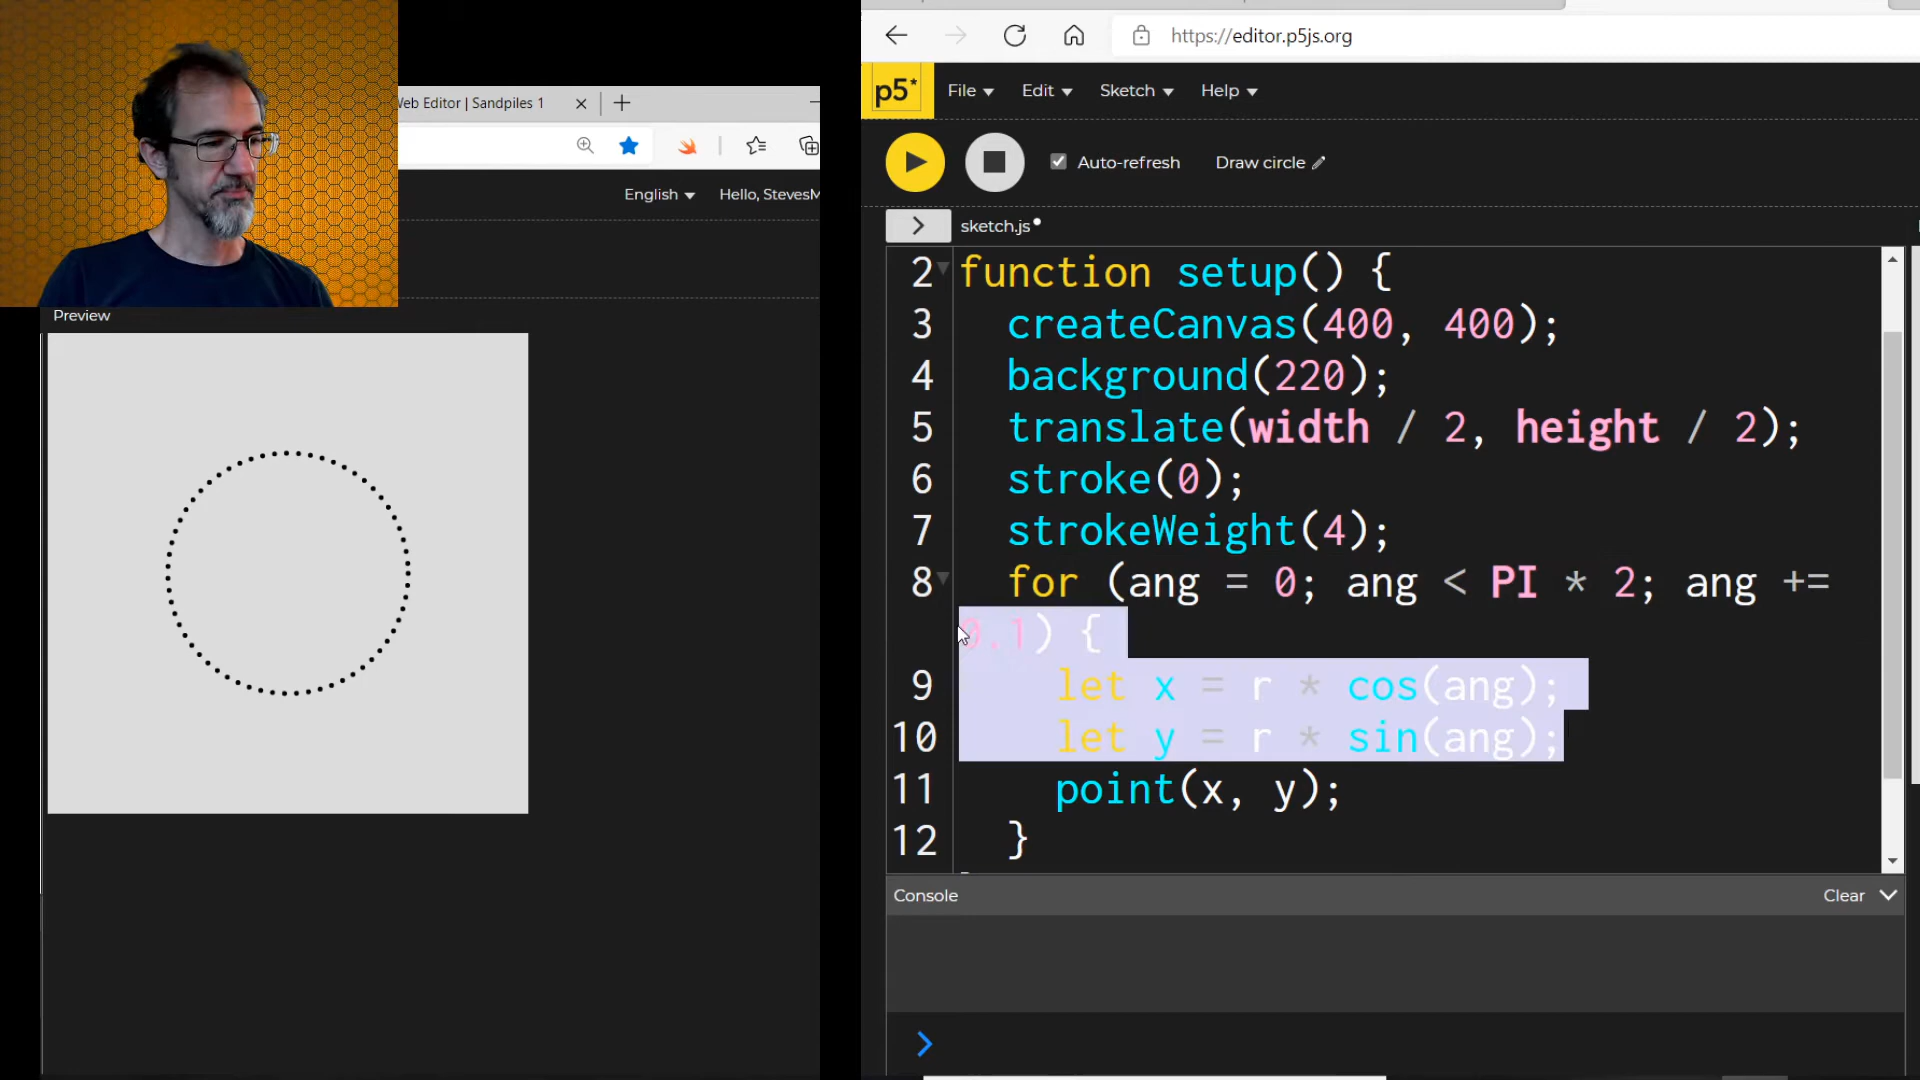 Web Editor | Sandpiles 1
English
Hello, StevesM
Preview
https://editor.p5js.org
p5*
File
Edit
Sketch
Help
Auto-refresh
Draw circle
sketch.js
2 function setup() {
3 createCanvas(400, 400);
4 background(220);
5 translate(width / 2, height / 2);
6 stroke(0);
7 strokeWeight(4);
8 for (ang = 0; ang < PI * 2; ang +=
0.1) {
9 let x = r * cos(ang);
10 let y = r * sin(ang);
11 point(x, y);
12 }
Console
Clear
>